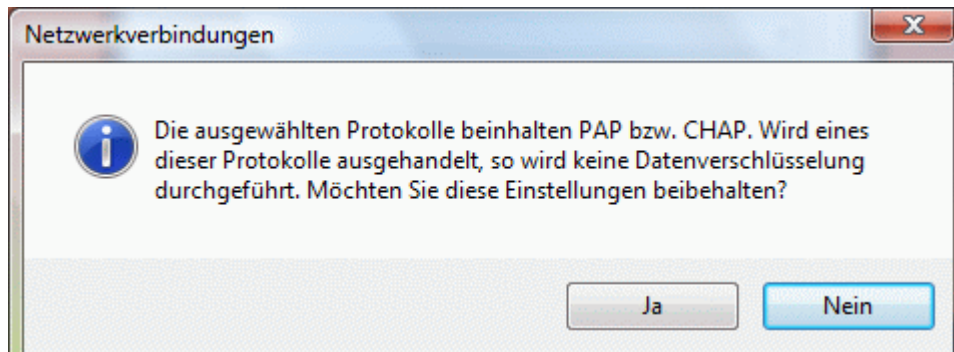 Netzwerkverbindungen
Die ausgewählten Protokolle beinhalten PAP bzw. CHAP. Wird eines
dieser Protokolle ausgehandelt, so wird keine Datenverschlüsselung
durchgeführt. Möchten Sie diese Einstellungen beibehalten?
Ja
Nein